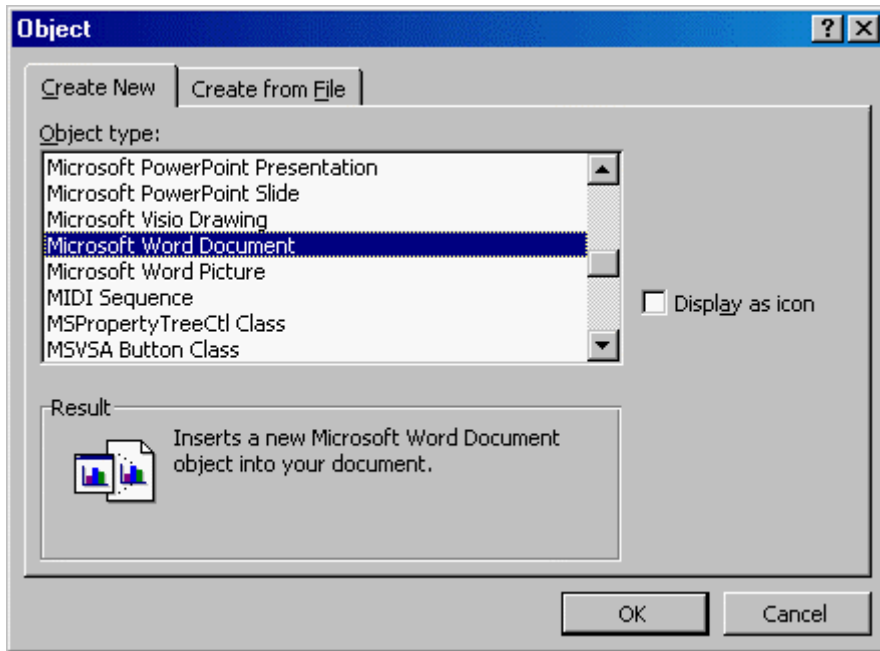 Object
Create New
Create from File
Object type:
Microsoft PowerPoint Presentation
Microsoft PowerPoint Slide
Microsoft Visio Drawing
Microsoft Word Document
Microsoft Word Picture
MIDI Sequence
MSPropertyTreeCtl Class
MSVSA Button Class
Display as icon
Result
Inserts a new Microsoft Word Document
object into your document.
OK
Cancel